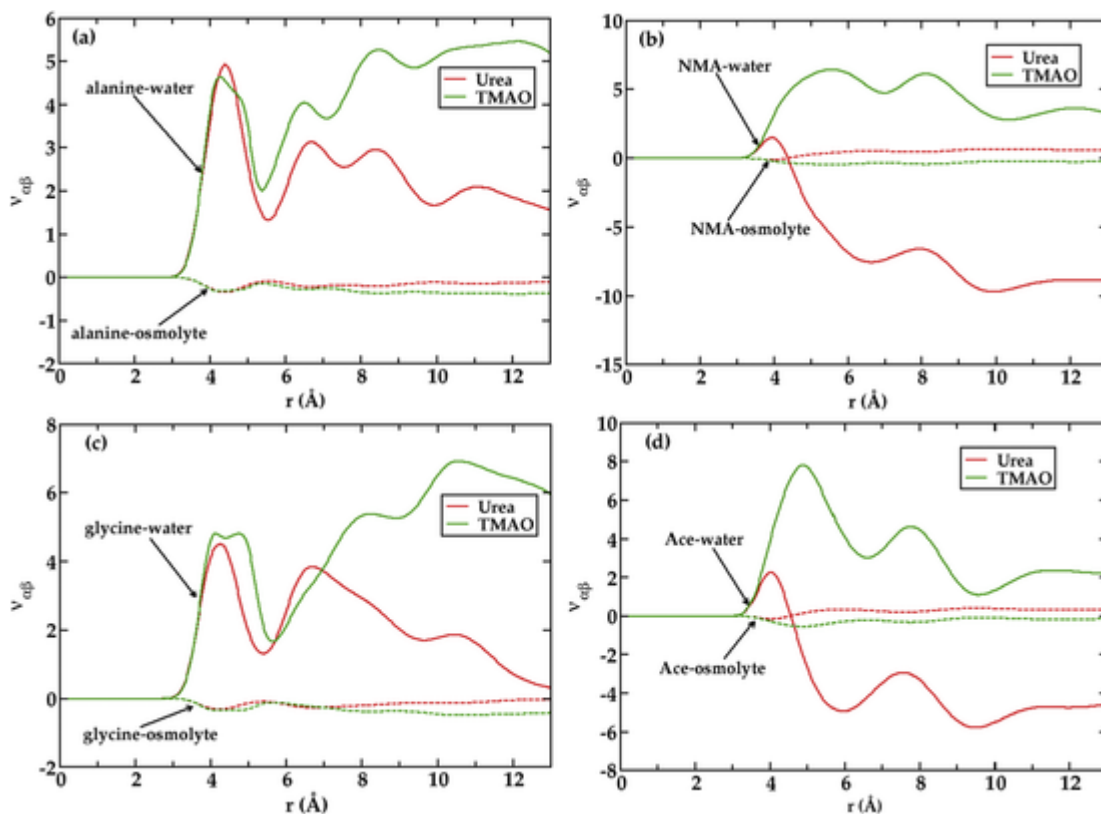 (a)
alanine-water
Urea
TMAO
alanine-osmolyte
ναβ
6
5
4
3
2
1
0
-1
-2
0 2 4 6 8 10 12
r (Å)
(b)
NMA-water
Urea
TMAO
NMA-osmolyte
ναβ
10
5
0
-5
-10
-15
0 2 4 6 8 10 12
r (Å)
(c)
glycine-water
Urea
TMAO
glycine-osmolyte
ναβ
8
6
4
2
0
-2
0 2 4 6 8 10 12
r (Å)
(d)
Ace-water
Urea
TMAO
Ace-osmolyte
ναβ
10
8
6
4
2
0
-2
-4
-6
-8
0 2 4 6 8 10 12
r (Å)